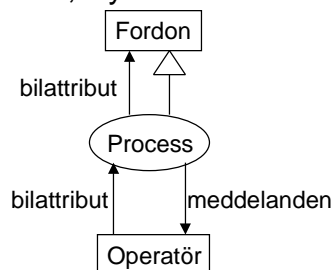 Fordon
bilattribut
Process
bilattribut meddelanden
Operatör